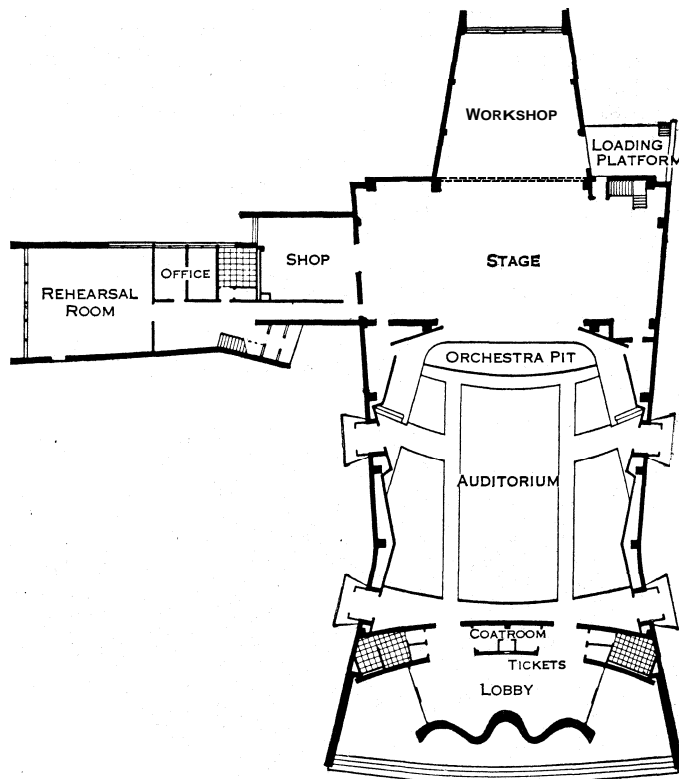 WORKSHOP
LOADING
PLATFORM
OFFICE
SHOP
STAGE
REHEARSAL
ROOM
ORCHESTRA PIT
AUDITORIUM
COATROOM
TICKETS
LOBBY